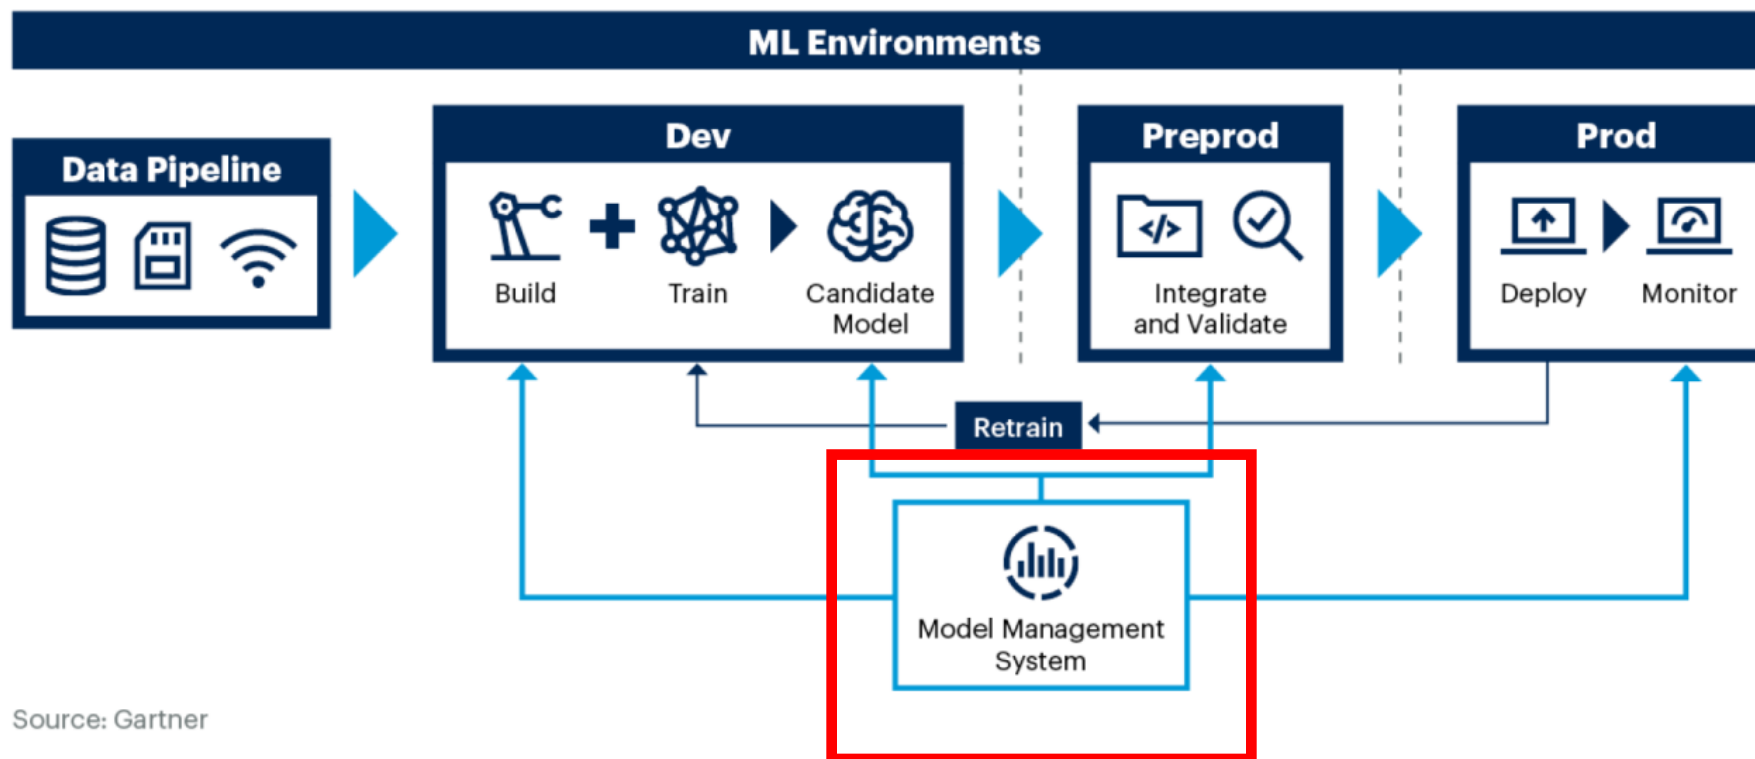 ML Environments
Data Pipeline
Dev
Build
Train
Candidate
Model
Preprod
</>
Integrate
and Validate
Prod
Deploy
Monitor
Retrain
Model Management
System
Source: Gartner